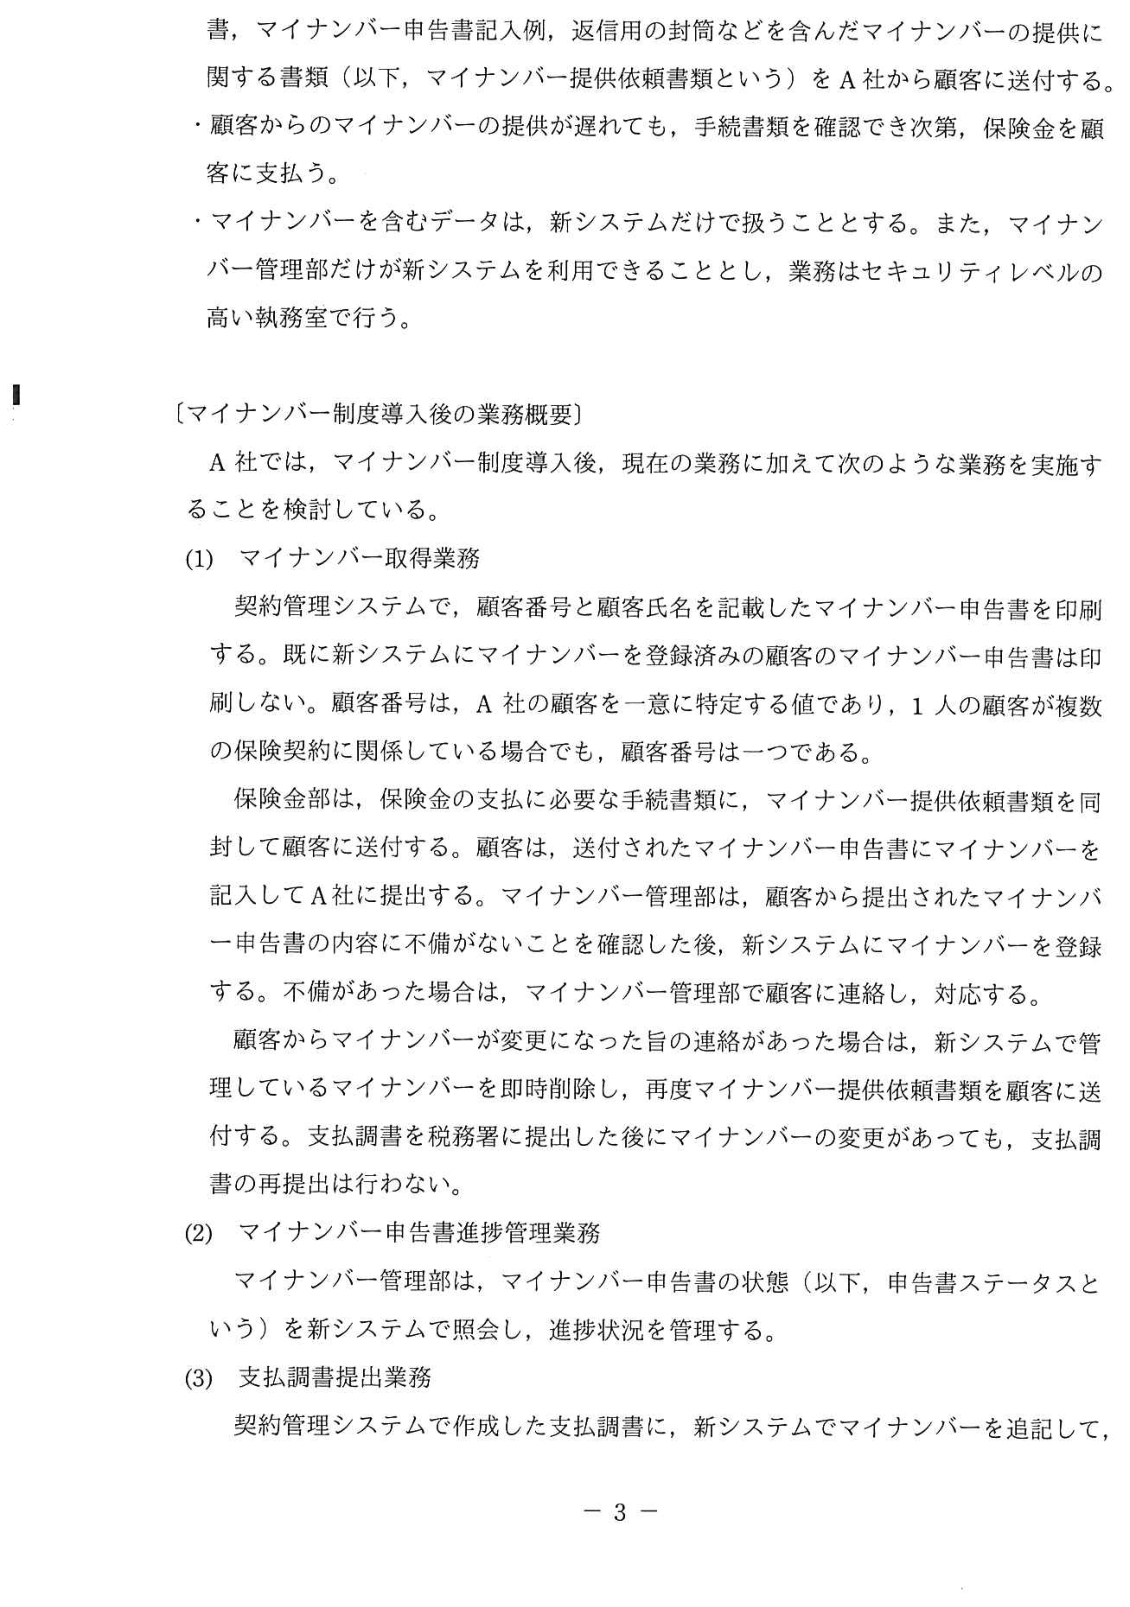 書，マイナンバー申告書記入例，返信用の封筒などを含んだマイナンバーの提供に
関する書類（以下，マイナンバー提供依頼書類という）を A 社から顧客に送付する。
・顧客からのマイナンバーの提供が遅れても，手続書類を確認でき次第，保険金を顧
客に支払う。
・マイナンバーを含むデータは，新システムだけで扱うこととする。また，マイナン
バー管理部だけが新システムを利用できることとし，業務はセキュリティレベルの
高い執務室で行う。
〔マイナンバー制度導入後の業務概要〕
A 社では，マイナンバー制度導入後，現在の業務に加えて次のような業務を実施す
ることを検討している。
(1) マイナンバー取得業務
契約管理システムで，顧客番号と顧客氏名を記載したマイナンバー申告書を印刷
する。既に新システムにマイナンバーを登録済みの顧客のマイナンバー申告書は印
刷しない。顧客番号は，A 社の顧客を一意に特定する値であり，1 人の顧客が複数
の保険契約に関係している場合でも，顧客番号は一つである。
保険金部は，保険金の支払に必要な手続書類に，マイナンバー提供依頼書類を同
封して顧客に送付する。顧客は，送付されたマイナンバー申告書にマイナンバーを
記入して A 社に提出する。マイナンバー管理部は，顧客から提出されたマイナンバ
ー申告書の内容に不備がないことを確認した後，新システムにマイナンバーを登録
する。不備があった場合は，マイナンバー管理部で顧客に連絡し，対応する。
顧客からマイナンバーが変更になった旨の連絡があった場合は，新システムで管
理しているマイナンバーを即時削除し，再度マイナンバー提供依頼書類を顧客に送
付する。支払調書を税務署に提出した後にマイナンバーの変更があっても，支払調
書の再提出は行わない。
(2) マイナンバー申告書進捗管理業務
マイナンバー管理部は，マイナンバー申告書の状態（以下，申告書ステータスと
いう）を新システムで照会し，進捗状況を管理する。
(3) 支払調書提出業務
契約管理システムで作成した支払調書に，新システムでマイナンバーを追記して，
－ 3 －